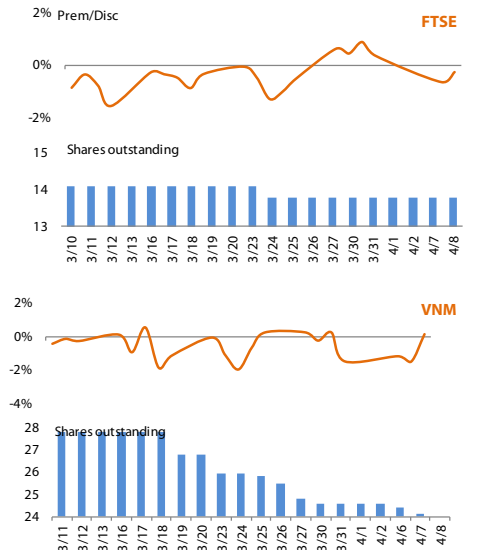 2% Prem/Disc FTSE
0%
-2%
15 Shares outstanding
14
13
3/10 3/11 3/12 3/13 3/16 3/17 3/18 3/19 3/20 3/23 3/24 3/25 3/26 3/27 3/30 3/31 4/1 4/2 4/7 4/8
2% VNM
0%
-2%
-4%
28 Shares outstanding
27
26
25
24
3/11 3/12 3/13 3/16 3/17 3/18 3/19 3/20 3/23 3/24 3/25 3/26 3/27 3/30 3/31 4/1 4/2 4/6 4/7 4/8